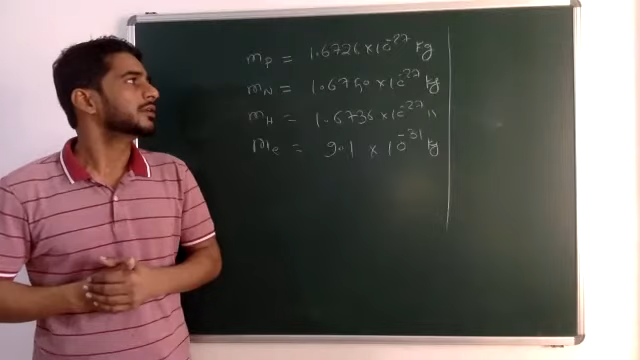 mP = 1.6726 × 10⁻²⁷ kg
mN = 1.6750 × 10⁻²⁷ kg
mH = 1.6736 × 10⁻²⁷ "
me = 9.1 × 10⁻³¹ kg